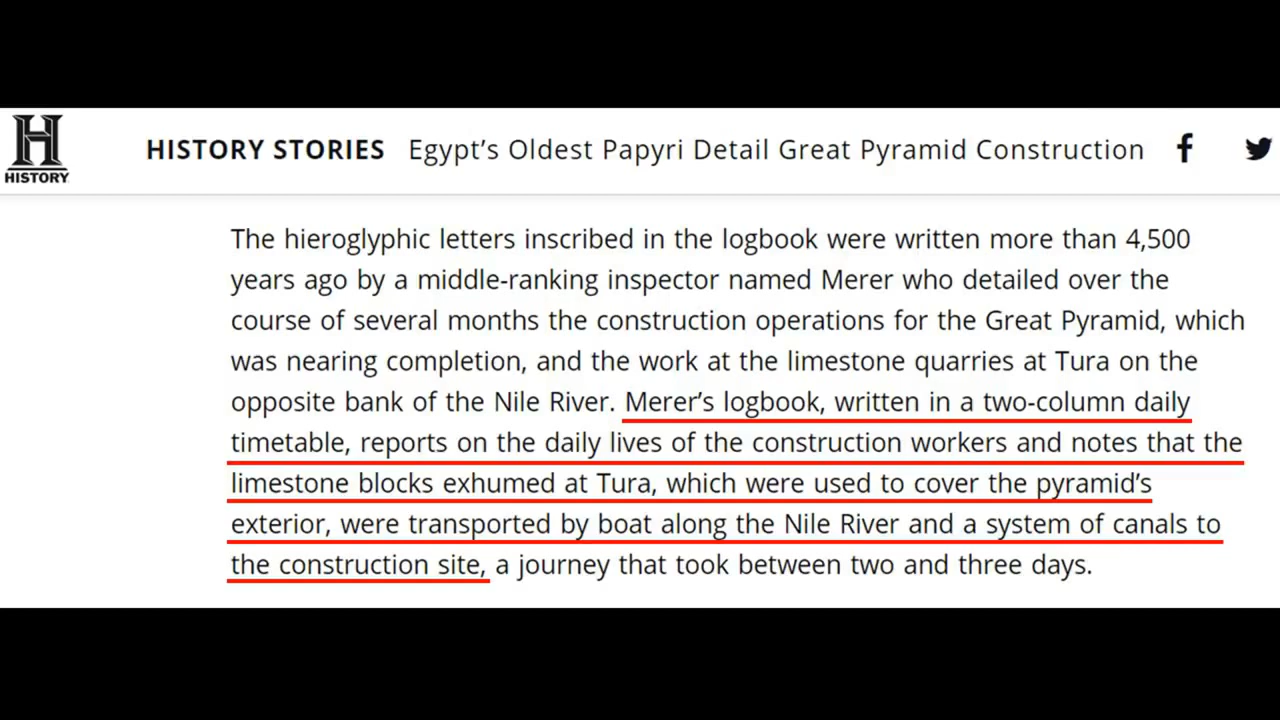 HISTORY
HISTORY STORIES Egypt's Oldest Papyri Detail Great Pyramid Construction
The hieroglyphic letters inscribed in the logbook were written more than 4,500
years ago by a middle-ranking inspector named Merer who detailed over the
course of several months the construction operations for the Great Pyramid, which
was nearing completion, and the work at the limestone quarries at Tura on the
opposite bank of the Nile River. Merer's logbook, written in a two-column daily
timetable, reports on the daily lives of the construction workers and notes that the
limestone blocks exhumed at Tura, which were used to cover the pyramid's
exterior, were transported by boat along the Nile River and a system of canals to
the construction site, a journey that took between two and three days.